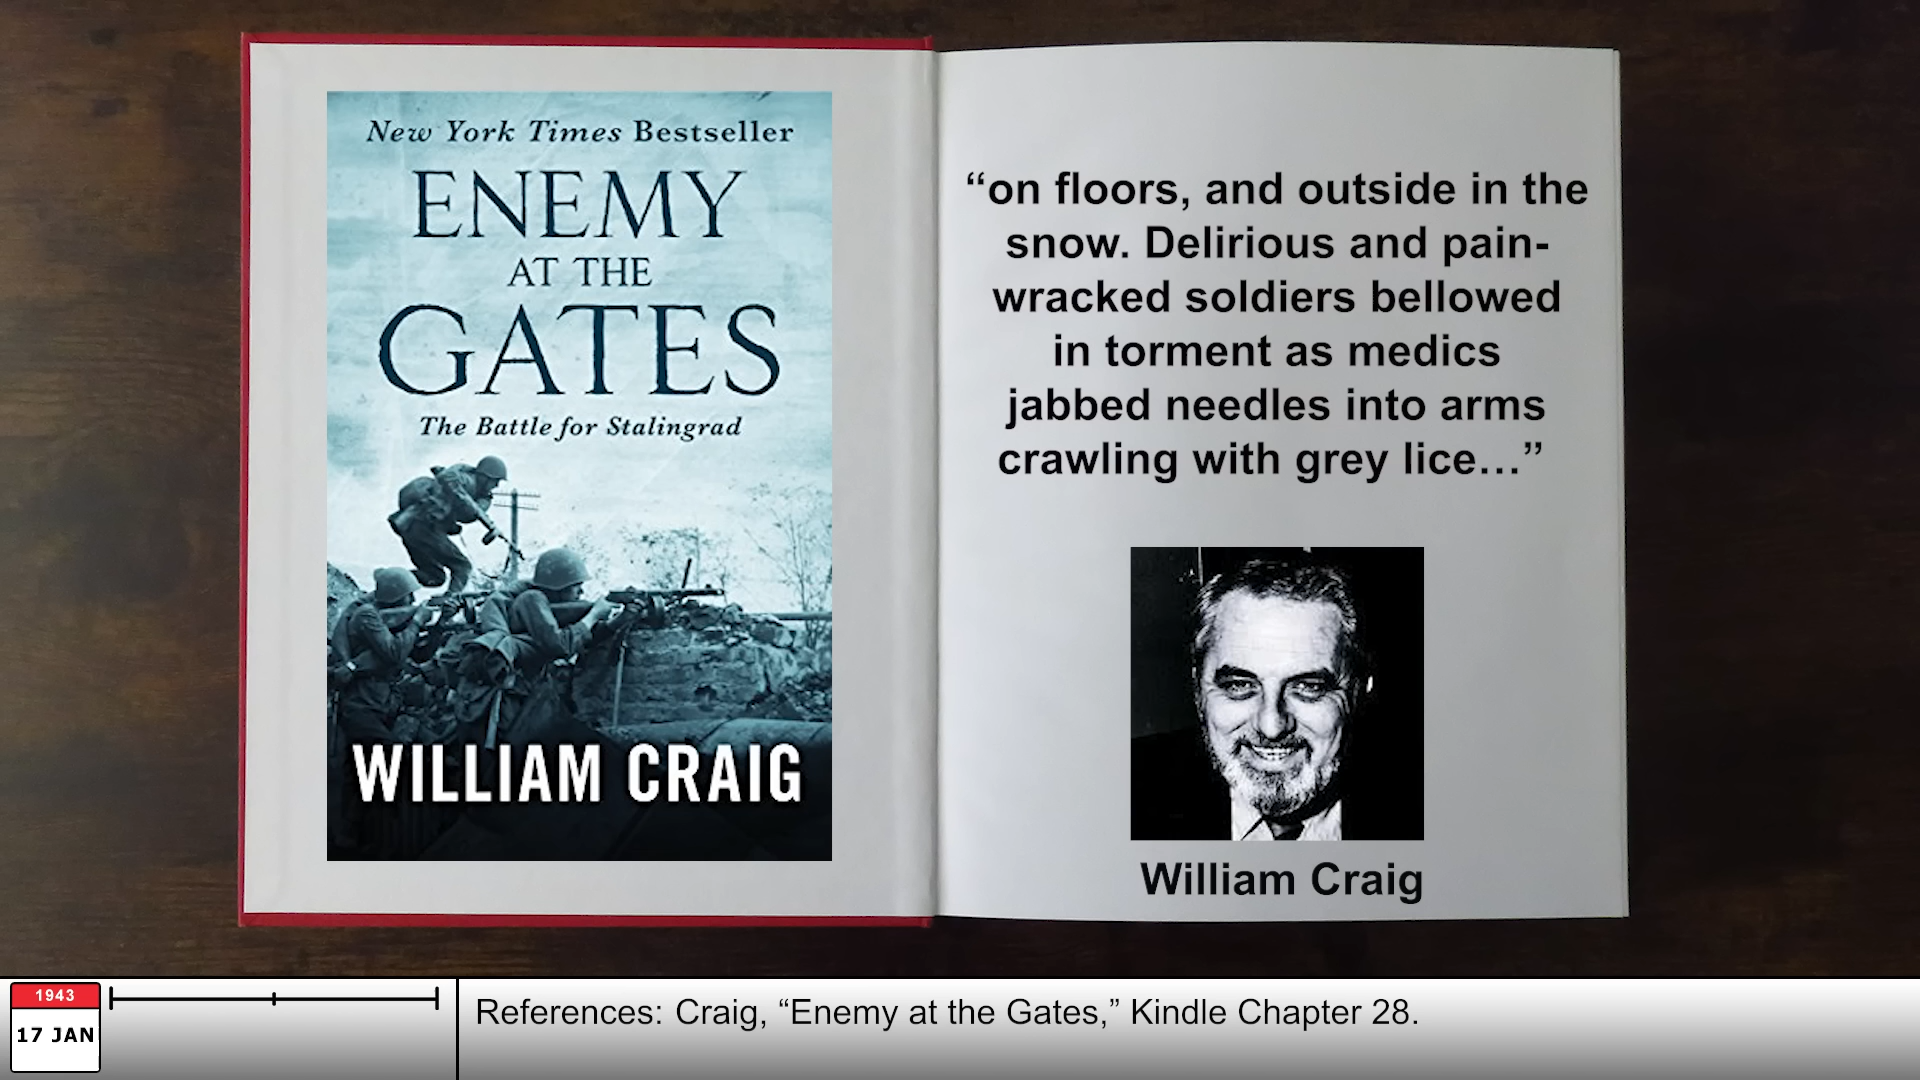 New York Times Bestseller
ENEMY
AT THE
GATES
The Battle for Stalingrad
WILLIAM CRAIG
“on floors, and outside in the
snow. Delirious and pain-
wracked soldiers bellowed
in torment as medics
jabbed needles into arms
crawling with grey lice…”
William Craig
1943
17 JAN
References: Craig, “Enemy at the Gates,” Kindle Chapter 28.